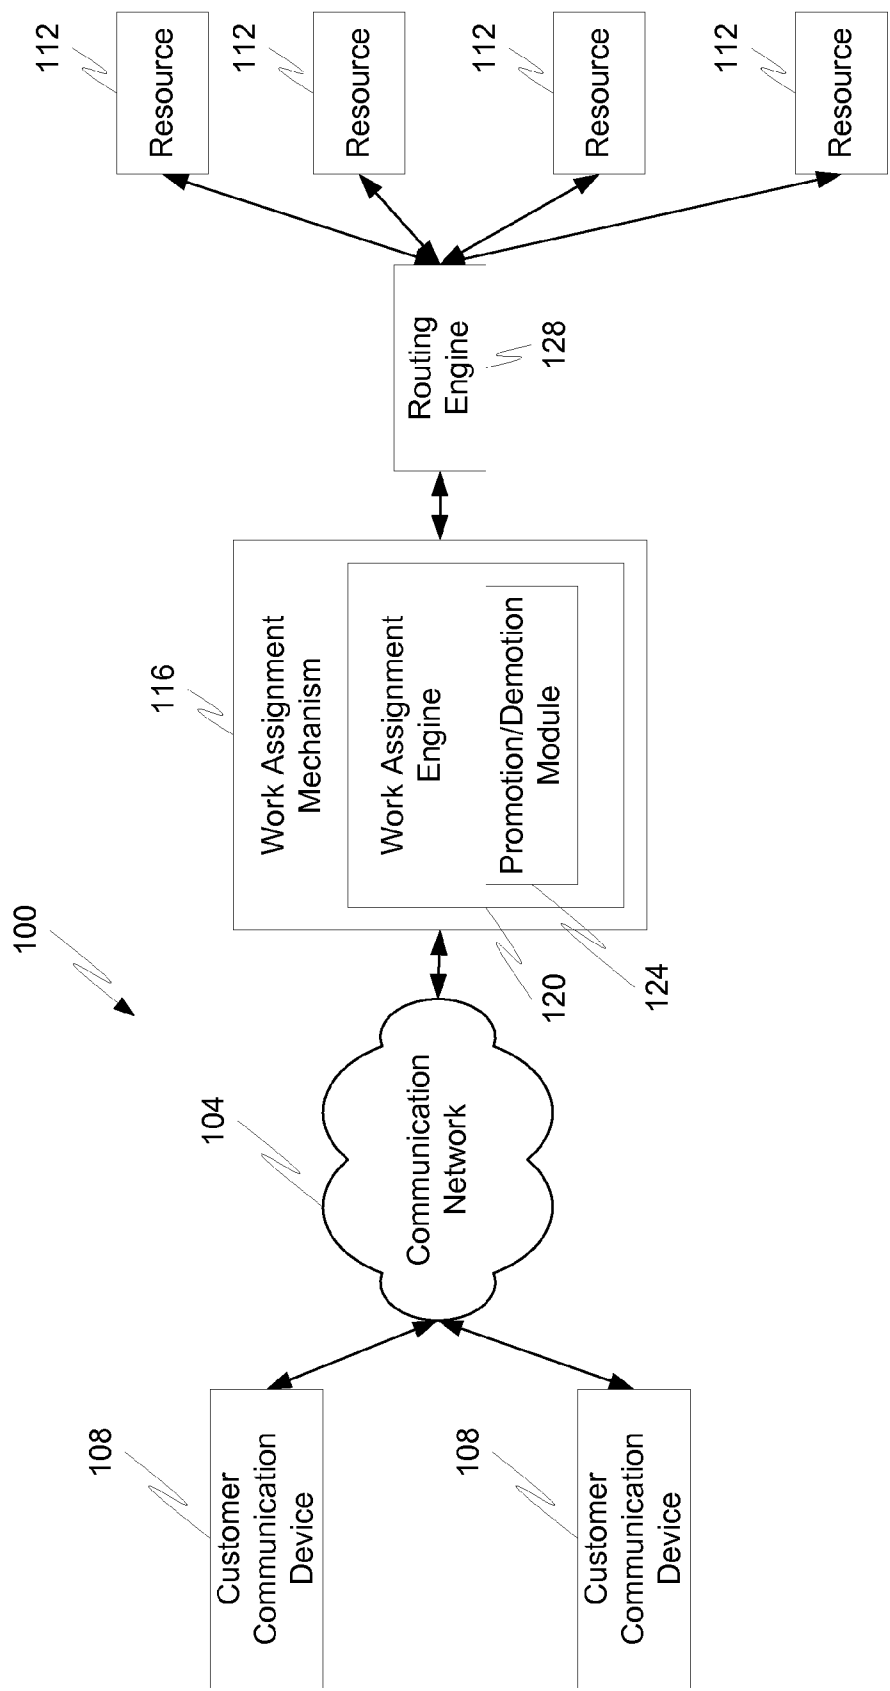 100
108
Customer
Communication
Device
108
Customer
Communication
Device
104
Communication
Network
116
Work Assignment
Mechanism
Work Assignment
Engine
Promotion/Demotion
Module
120
124
Routing
Engine
128
112
Resource
112
Resource
112
Resource
112
Resource